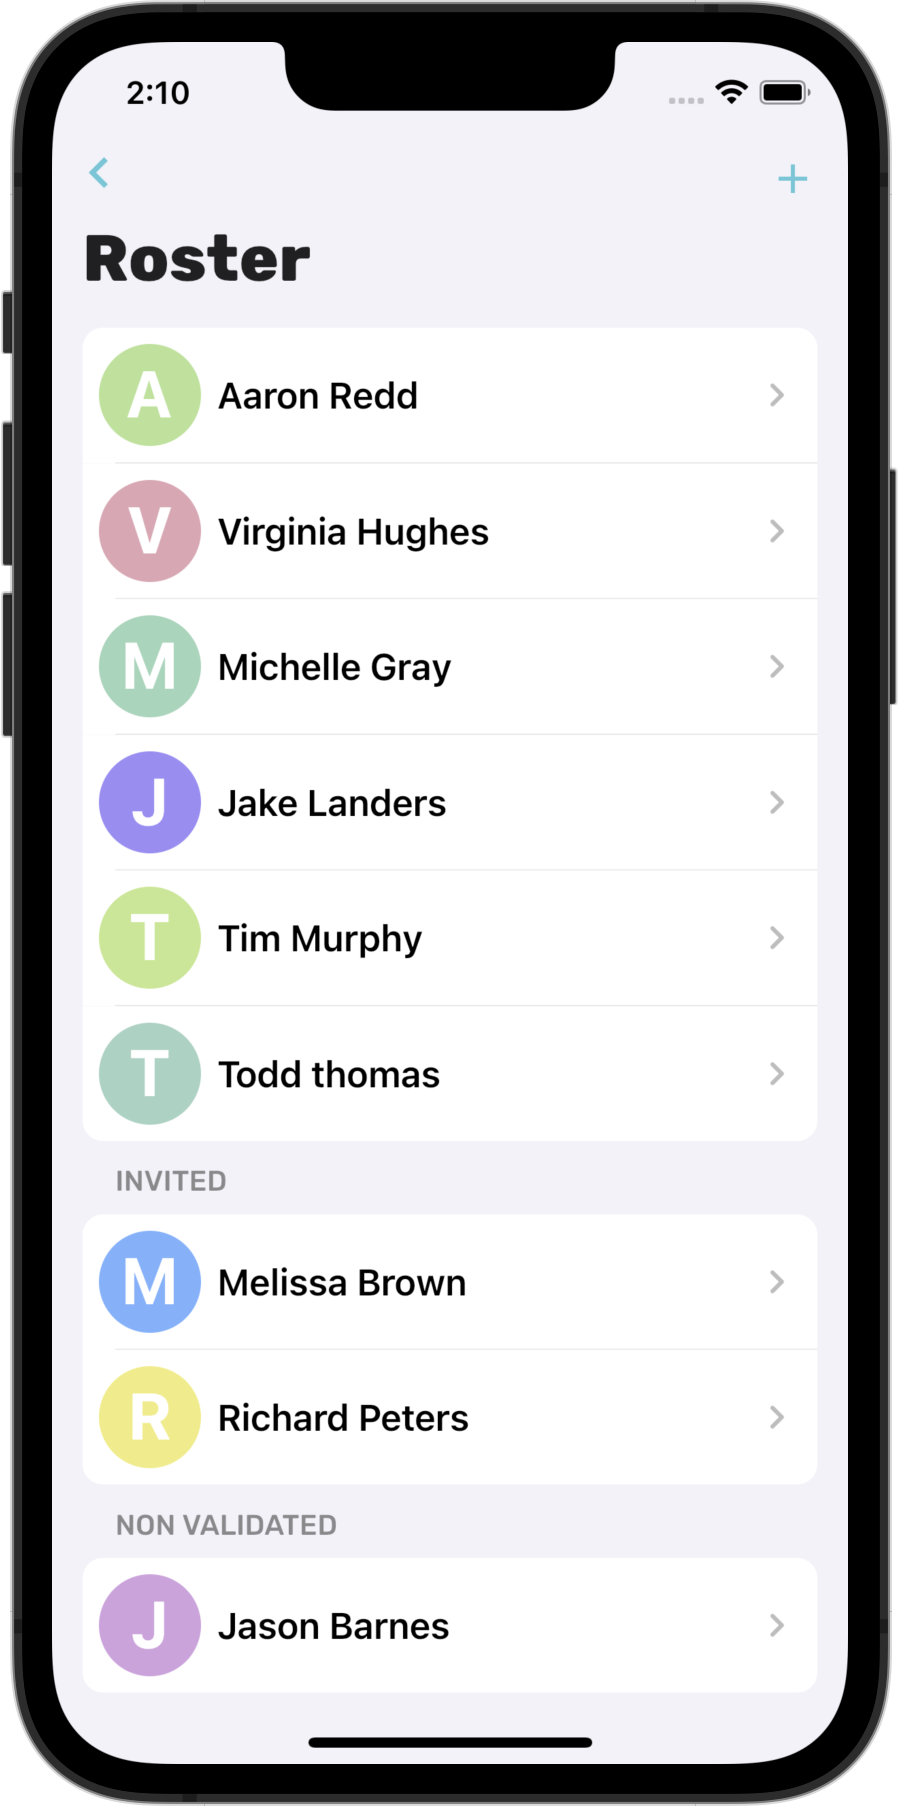 2:10
Roster
A Aaron Redd
V Virginia Hughes
M Michelle Gray
J Jake Landers
T Tim Murphy
T Todd thomas
INVITED
M Melissa Brown
R Richard Peters
NON VALIDATED
J Jason Barnes